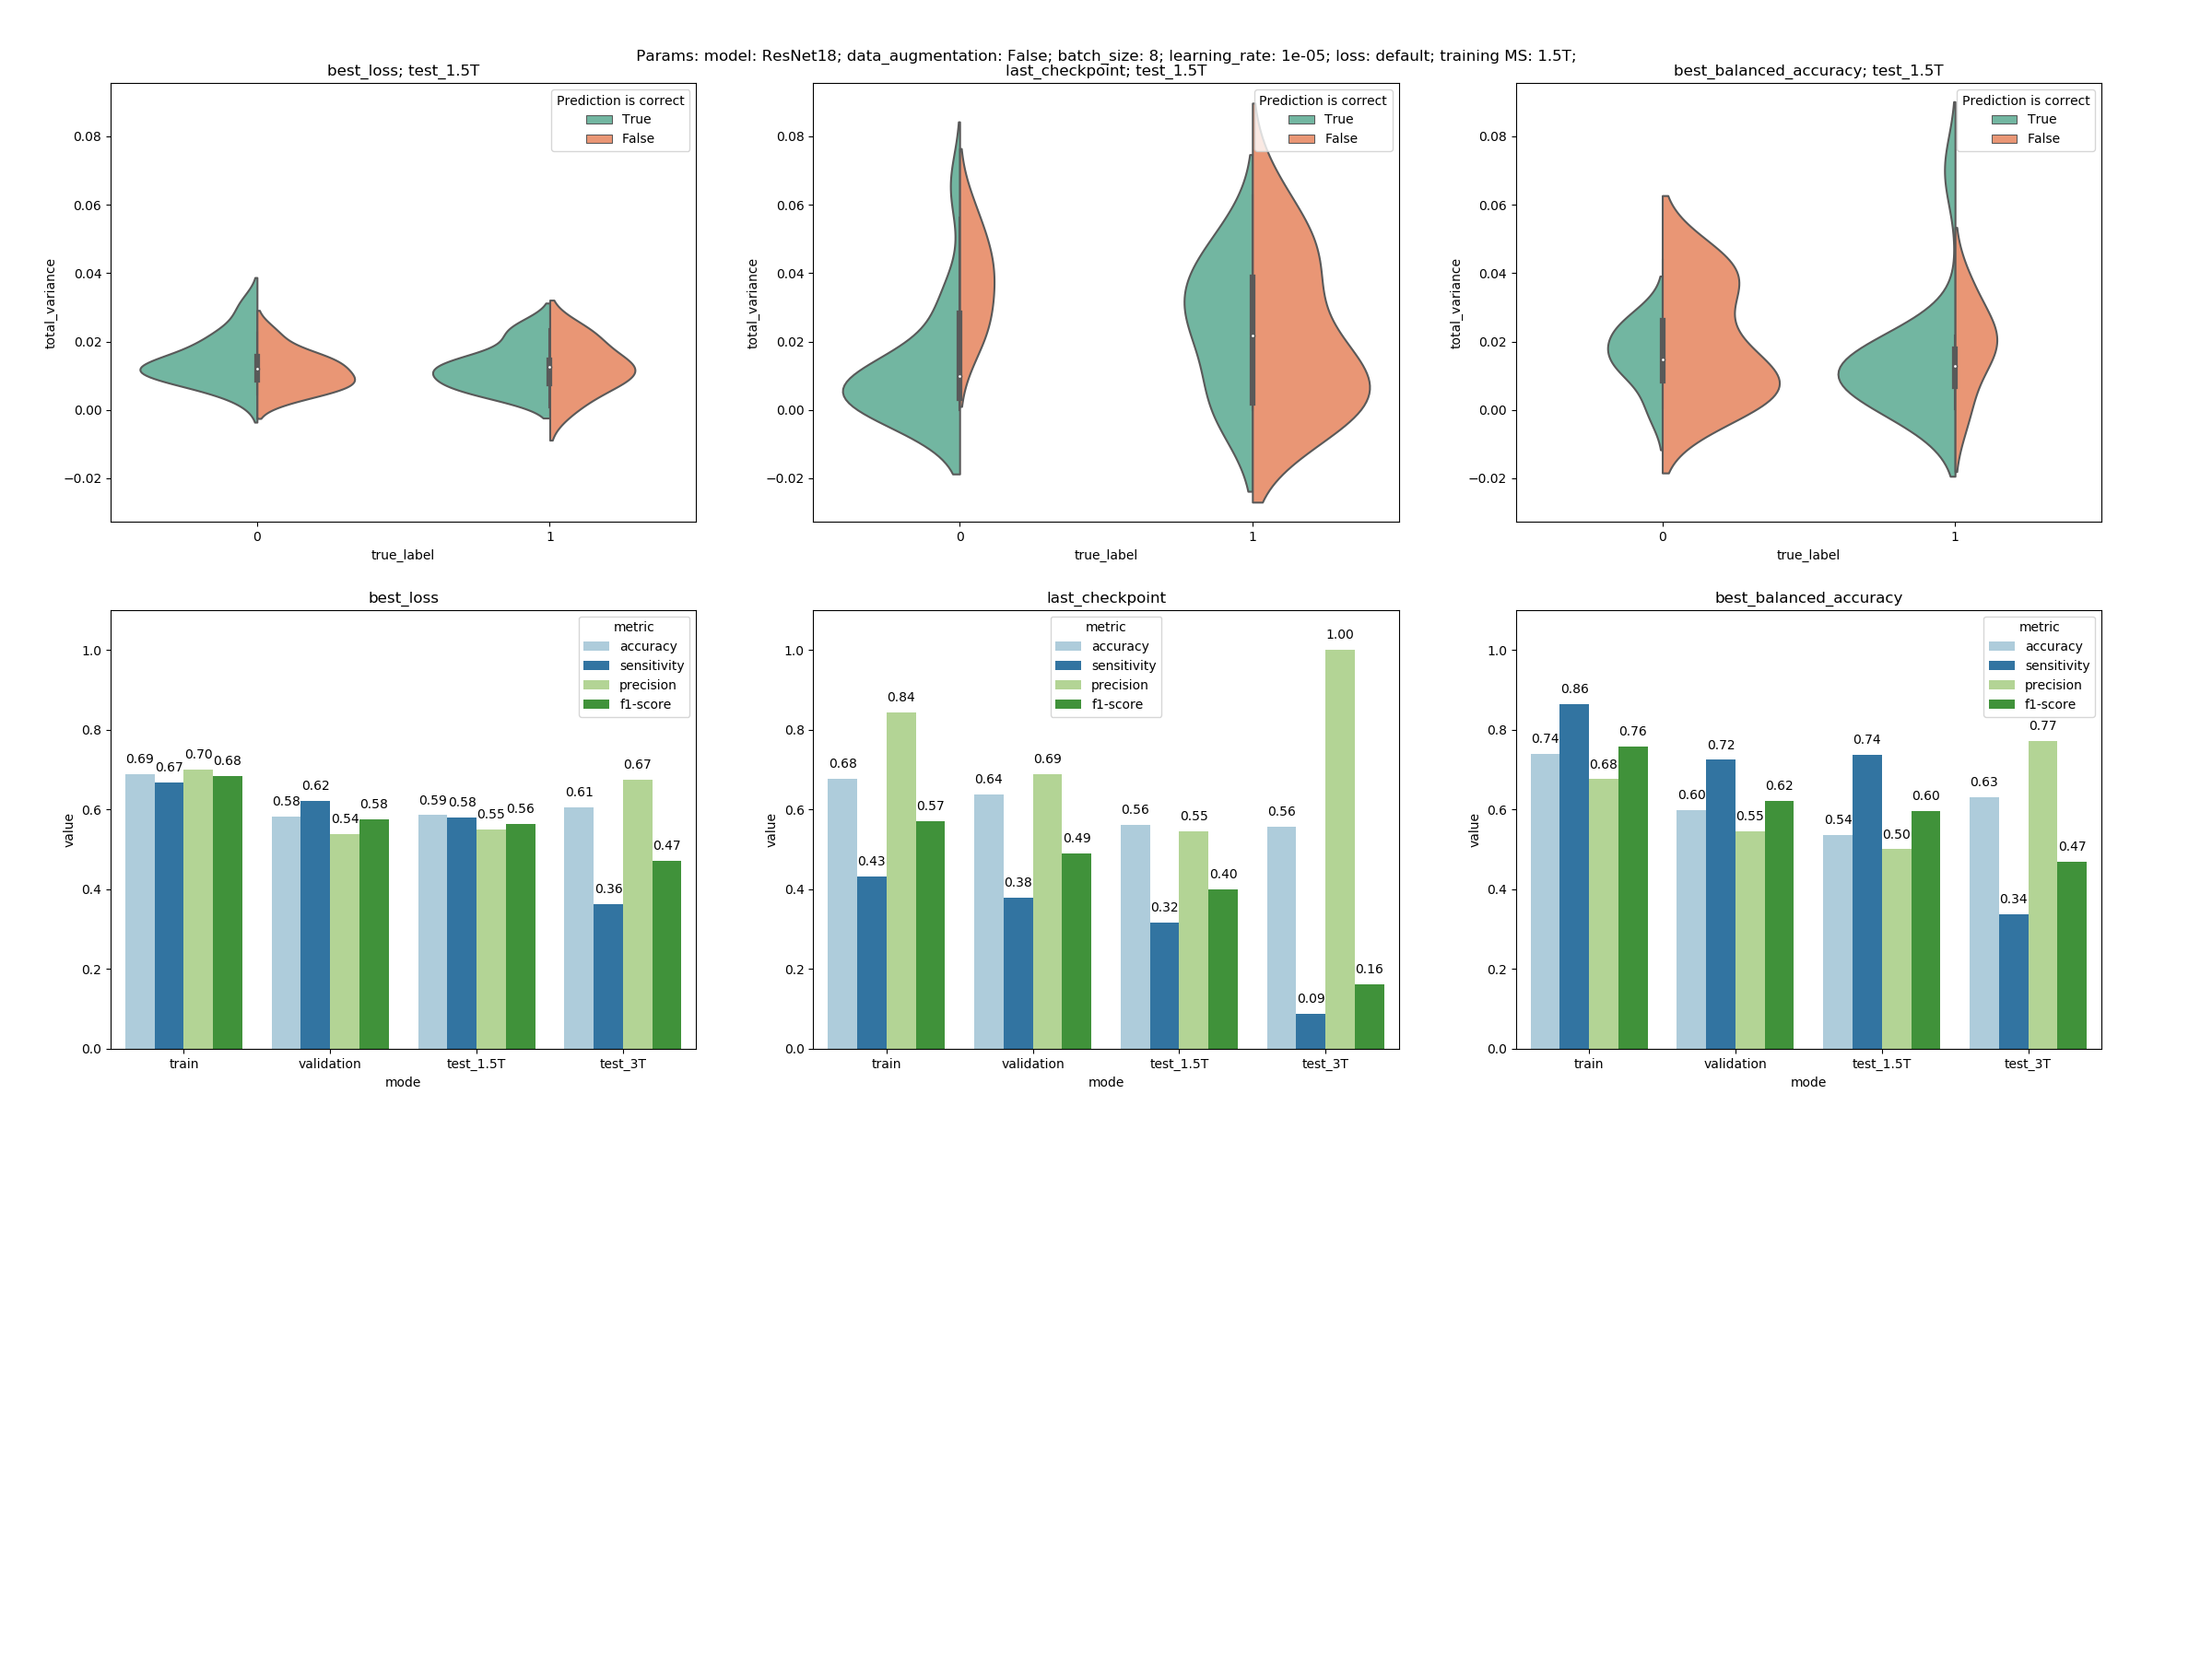 Params: model: ResNet18; data_augmentation: False; batch_size: 8; learning_rate: 1e-05; loss: default; training MS: 1.5T;
best_loss; test_1.5T
total_variance
0.08
0.06
0.04
0.02
0.00
−0.02
Prediction is correct
True
False
0 1
true_label
last_checkpoint; test_1.5T
total_variance
0.08
0.06
0.04
0.02
0.00
−0.02
Prediction is correct
True
False
0 1
true_label
best_balanced_accuracy; test_1.5T
total_variance
0.08
0.06
0.04
0.02
0.00
−0.02
Prediction is correct
True
False
0 1
true_label
best_loss
value
1.0
0.8
0.6
0.4
0.2
0.0
metric
accuracy
sensitivity
precision
f1-score
0.69 0.67 0.70 0.68
0.58 0.62 0.54 0.58
0.59 0.58 0.55 0.56
0.61 0.36 0.67 0.47
train validation test_1.5T test_3T
mode
last_checkpoint
value
1.0
0.8
0.6
0.4
0.2
0.0
metric
accuracy
sensitivity
precision
f1-score
0.68 0.43 0.84 0.57
0.64 0.38 0.69 0.49
0.56 0.32 0.55 0.40
0.56 0.09 1.00 0.16
train validation test_1.5T test_3T
mode
best_balanced_accuracy
value
1.0
0.8
0.6
0.4
0.2
0.0
metric
accuracy
sensitivity
precision
f1-score
0.74 0.86 0.68 0.76
0.60 0.72 0.55 0.62
0.54 0.74 0.50 0.60
0.63 0.34 0.77 0.47
train validation test_1.5T test_3T
mode